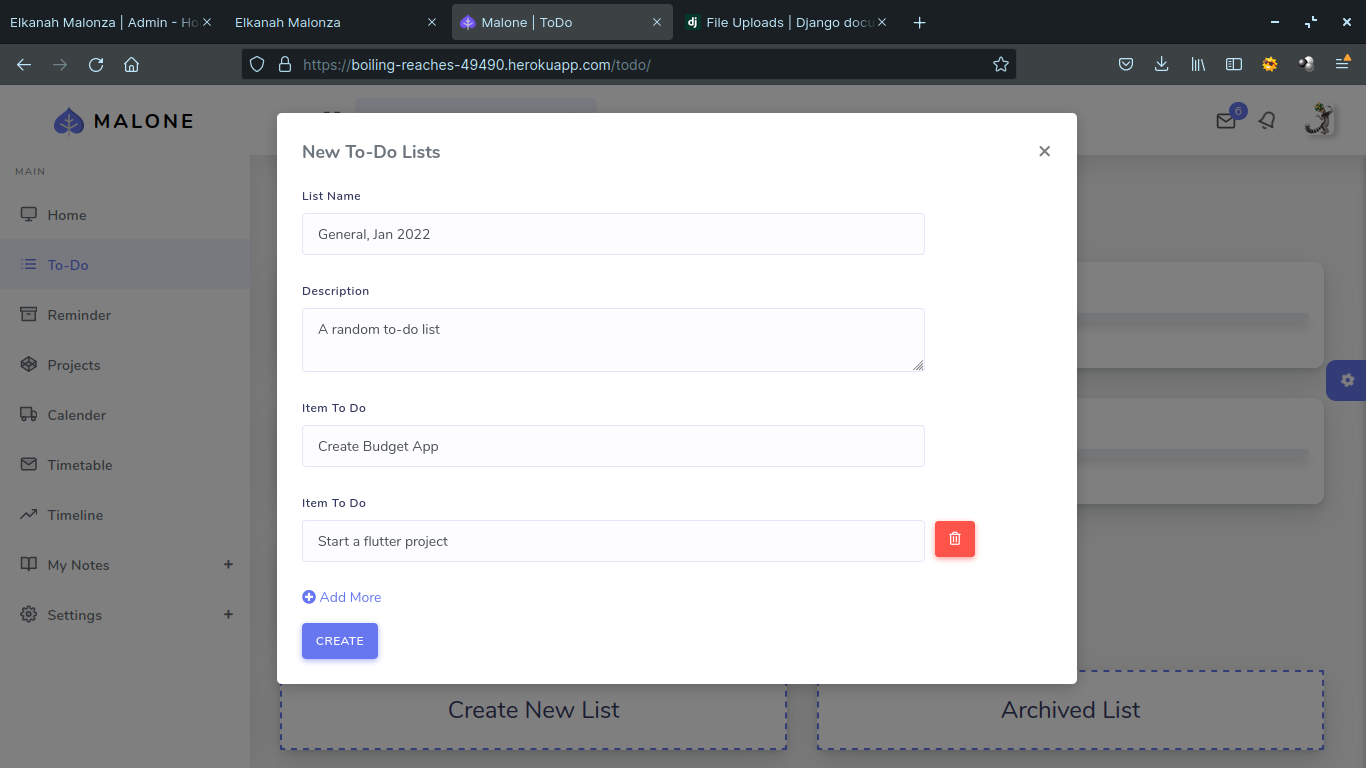 Elkanah Malonza | Admin - Ho
Elkanah Malonza
Malone | ToDo
File Uploads | Django docu
https://boiling-reaches-49490.herokuapp.com/todo/
MALONE
6
MAIN
Home
To-Do
Reminder
Projects
Calender
Timetable
Timeline
My Notes +
Settings +
New To-Do Lists
List Name
General, Jan 2022
Description
A random to-do list
Item To Do
Create Budget App
Item To Do
Start a flutter project
Add More
CREATE
Create New List
Archived List